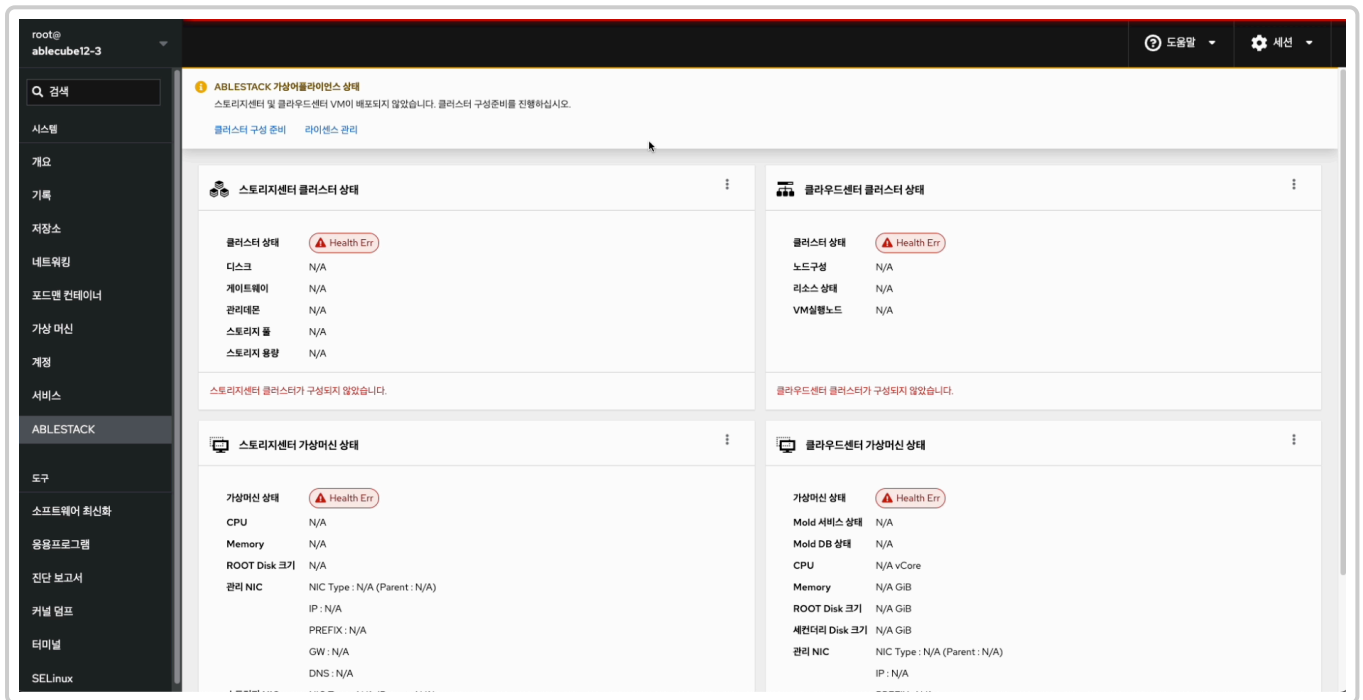 root@
ablecube12-3
도움말
세션
검색
시스템
개요
기록
저장소
네트워킹
포드맨 컨테이너
가상 머신
계정
서비스
ABLESTACK
도구
소프트웨어 최신화
응용프로그램
진단 보고서
커널 덤프
터미널
SELinux
ABLESTACK 가상어플라이언스 상태
스토리지센터 및 클라우드센터 VM이 배포되지 않았습니다. 클러스터 구성준비를 진행하십시오.
클러스터 구성 준비 라이센스 관리
스토리지센터 클러스터 상태
클러스터 상태 Health Err
디스크 N/A
게이트웨이 N/A
관리데몬 N/A
스토리지 풀 N/A
스토리지 용량 N/A
스토리지센터 클러스터가 구성되지 않았습니다.
클라우드센터 클러스터 상태
클러스터 상태 Health Err
노드구성 N/A
리소스 상태 N/A
VM실행노드 N/A
클라우드센터 클러스터가 구성되지 않았습니다.
스토리지센터 가상머신 상태
가상머신 상태 Health Err
CPU N/A
Memory N/A
ROOT Disk 크기 N/A
관리 NIC NIC Type : N/A (Parent : N/A)
IP : N/A
PREFIX : N/A
GW : N/A
DNS : N/A
클라우드센터 가상머신 상태
가상머신 상태 Health Err
Mold 서비스 상태 N/A
Mold DB 상태 N/A
CPU N/A vCore
Memory N/A GiB
ROOT Disk 크기 N/A GiB
세컨더리 Disk 크기 N/A GiB
관리 NIC NIC Type : N/A (Parent : N/A)
IP : N/A